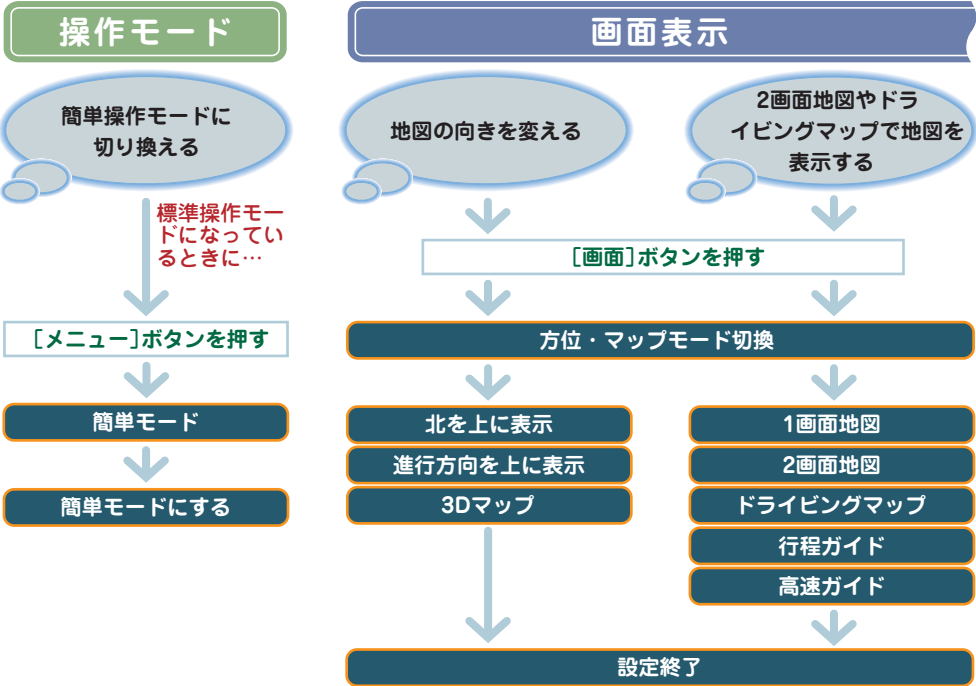 操作モード
簡単操作モードに
切り換える
標準操作モー
ドになってい
るときに…
[メニュー]ボタンを押す
簡単モード
簡単モードにする
画面表示
地図の向きを変える
2画面地図やドラ
イビングマップで地図を
表示する
[画面]ボタンを押す
方位・マップモード切換
北を上に表示
進行方向を上に表示
3Dマップ
1画面地図
2画面地図
ドライビングマップ
行程ガイド
高速ガイド
設定終了